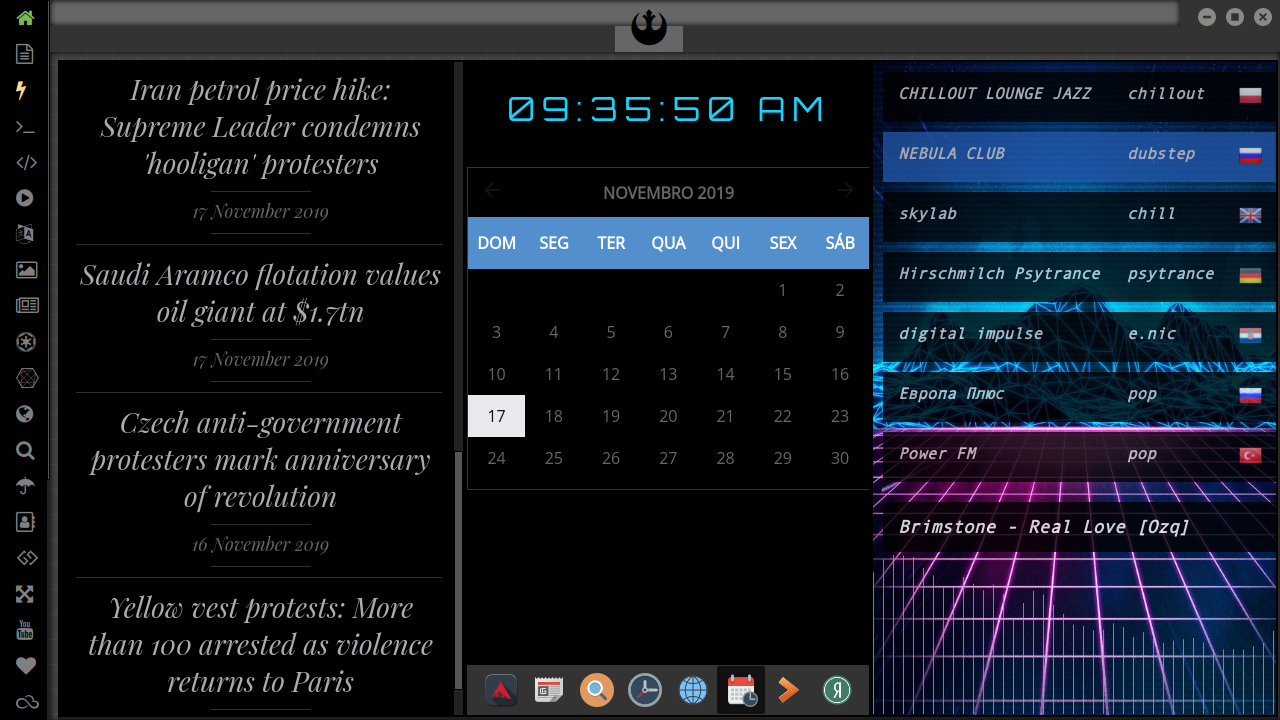 Iran petrol price hike:
Supreme Leader condemns
'hooligan' protesters
17 November 2019
Saudi Aramco flotation values
oil giant at $1.7tn
17 November 2019
Czech anti-government
protesters mark anniversary
of revolution
16 November 2019
Yellow vest protests: More
than 100 arrested as violence
returns to Paris
09:35:50 AM
NOVEMBRO 2019
DOM SEG TER QUA QUI SEX SÁB
1 2
3 4 5 6 7 8 9
10 11 12 13 14 15 16
17 18 19 20 21 22 23
24 25 26 27 28 29 30
CHILLOUT LOUNGE JAZZ chillout
NEBULA CLUB dubstep
skylab chill
Hirschmilch Psytrance psytrance
digital impulse e.nic
Европа Плюс pop
Power FM pop
Brimstone - Real Love [Ozq]
You
Tube
Я